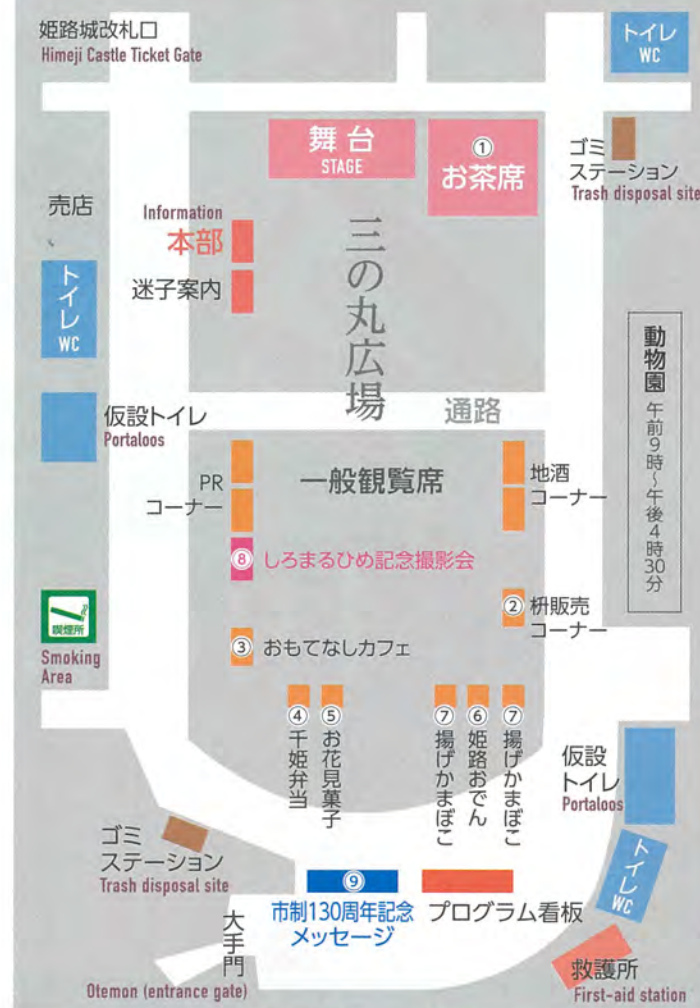 姫路城改札口
Himeji Castle Ticket Gate
トイレ
WC
舞台
STAGE
①
お茶席
ゴミ
ステーション
Trash disposal site
売店
Information
本部
迷子案内
トイレ
WC
三の丸広場
動物園 午前9時～午後4時30分
仮設トイレ
Portaloos
通路
PR
コーナー
一般観覧席
地酒
コーナー
⑧ しろまるひめ記念撮影会
② 枡販売
コーナー
喫煙所
Smoking
Area
③ おもてなしカフェ
④千姫弁当
⑤お花見菓子
⑦揚げかまぼこ
⑥姫路おでん
⑦揚げかまぼこ
仮設
トイレ
Portaloos
ゴミ
ステーション
Trash disposal site
⑨
市制130周年記念
メッセージ
プログラム看板
トイレ
WC
大手門
Otemon (entrance gate)
救護所
First-aid station